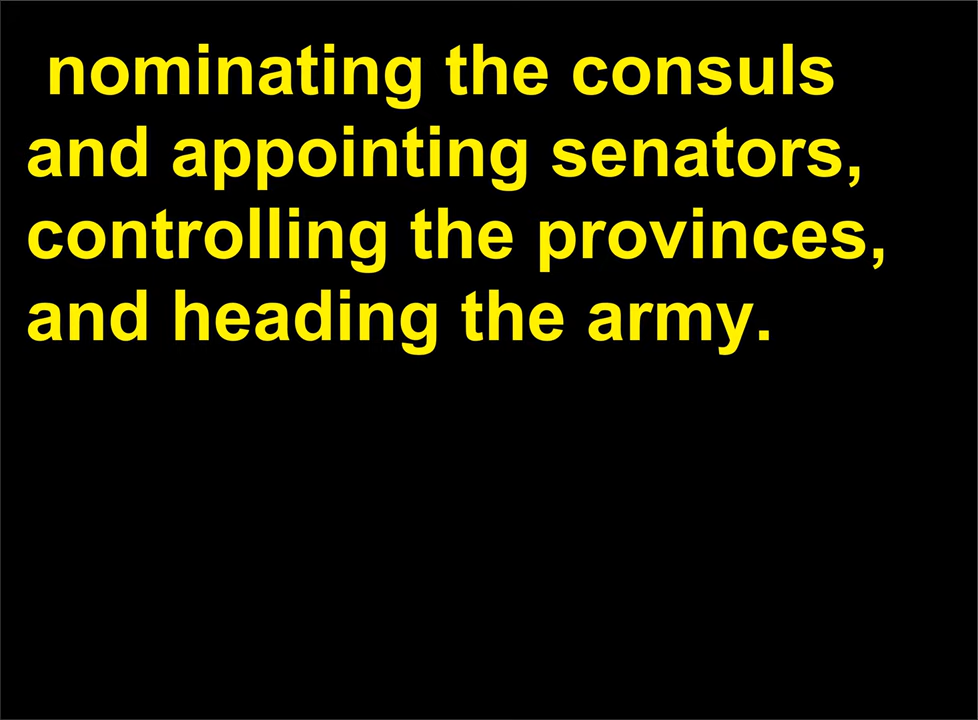 nominating the consuls
and appointing senators,
controlling the provinces,
and heading the army.